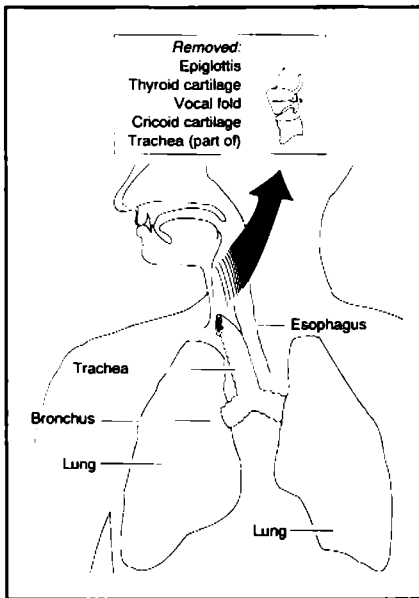 Removed:
Epiglottis
Thyroid cartilage
Vocal fold
Cricoid cartilage
Trachea (part of)
Esophagus
Trachea
Bronchus
Lung
Lung